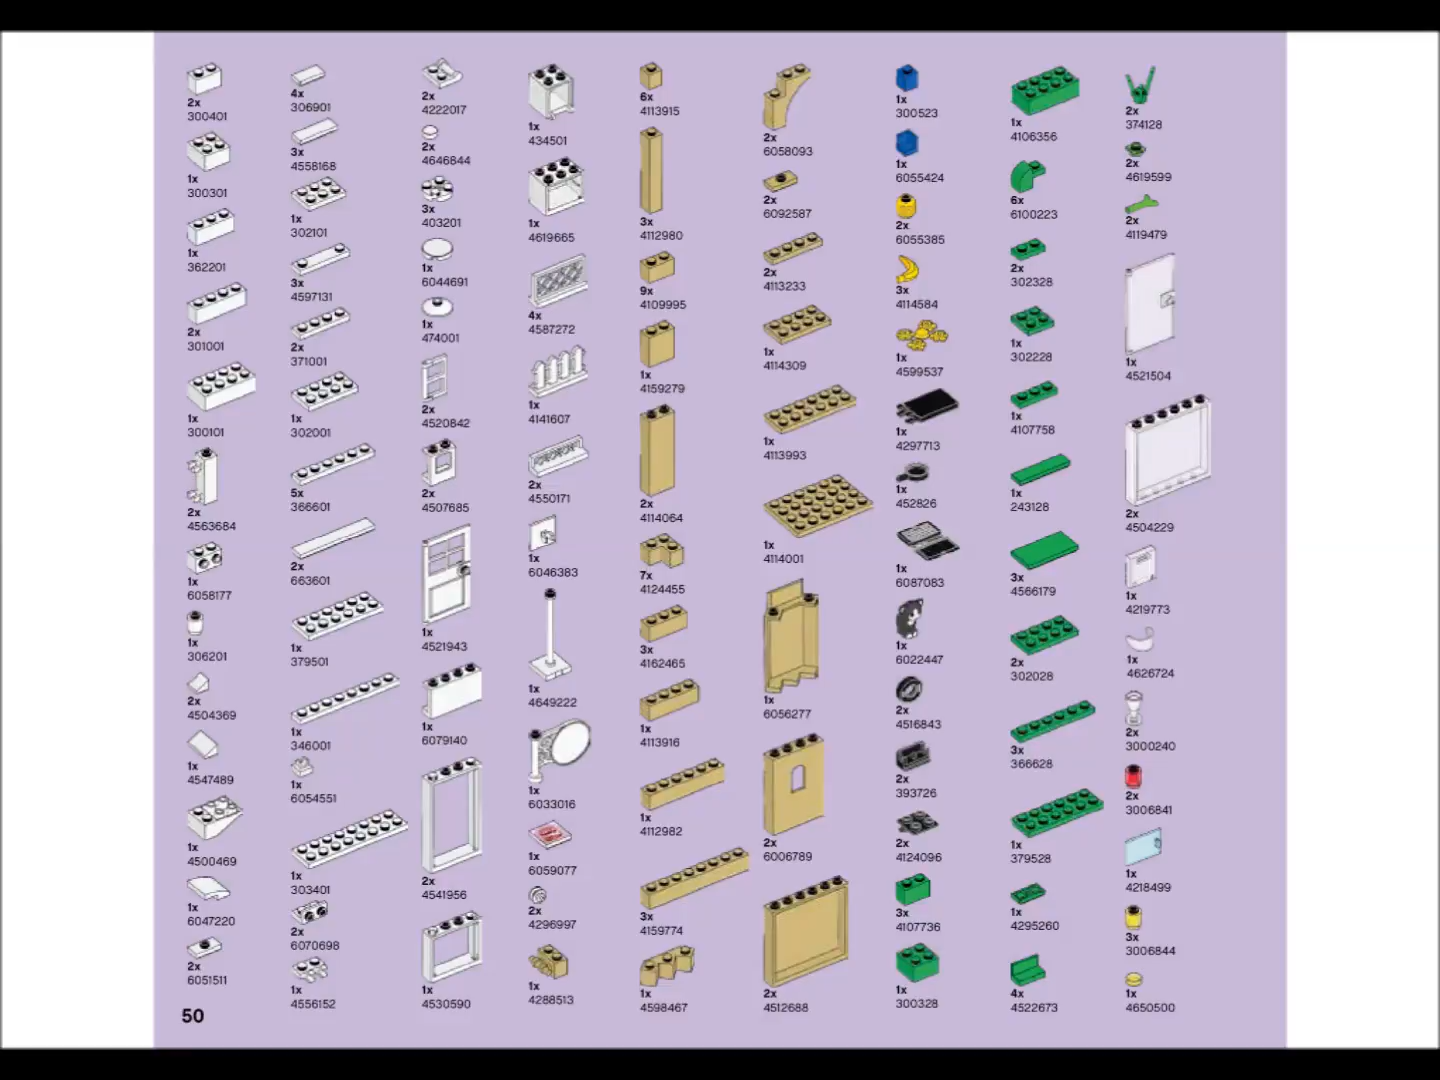 2x
300401
1x
300301
1x
362201
2x
301001
1x
300101
2x
4563684
1x
6058177
1x
306201
2x
4504369
1x
4547489
1x
4500469
1x
6047220
2x
6051511
4x
306901
3x
4558168
1x
302101
3x
4597131
2x
371001
1x
302001
5x
366601
2x
663601
1x
379501
1x
346001
1x
6054551
1x
303401
2x
6070698
1x
4556152
2x
4222017
2x
4646844
3x
403201
1x
6044691
1x
474001
2x
4520842
2x
4507685
1x
4521943
1x
6079140
2x
4541956
1x
4530590
1x
434501
1x
4619665
4x
4587272
1x
4141607
2x
4550171
1x
6046383
1x
4649222
1x
6033016
1x
6059077
2x
4296997
1x
4288513
6x
4113915
3x
4112980
9x
4109995
1x
4159279
2x
4114064
7x
4124455
3x
4162465
1x
4113916
1x
4112982
3x
4159774
1x
4598467
2x
6058093
2x
6092587
2x
4113233
1x
4114309
1x
4113993
1x
4114001
1x
6056277
2x
6006789
2x
4512688
1x
300523
1x
6055424
2x
6055385
3x
4114584
1x
4599537
1x
4297713
1x
452826
1x
6087083
1x
6022447
2x
4516843
2x
393726
2x
4124096
3x
4107736
1x
300328
1x
4106356
6x
6100223
2x
302328
1x
302228
1x
4107758
1x
243128
3x
4566179
2x
302028
3x
366628
1x
379528
1x
4295260
4x
4522673
2x
374128
2x
4619599
2x
4119479
1x
4521504
2x
4504229
1x
4219773
1x
4626724
2x
3000240
2x
3006841
1x
4218499
3x
3006844
1x
4650500
50